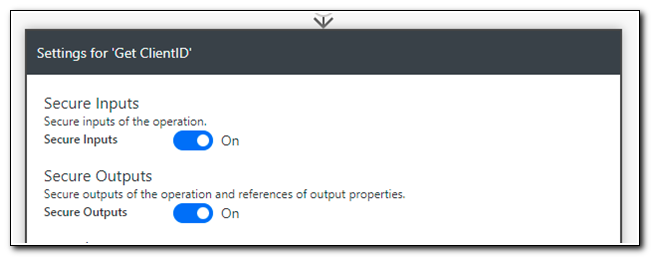 Settings for 'Get ClientID'
Secure Inputs
Secure inputs of the operation.
Secure Inputs On
Secure Outputs
Secure outputs of the operation and references of output properties.
Secure Outputs On